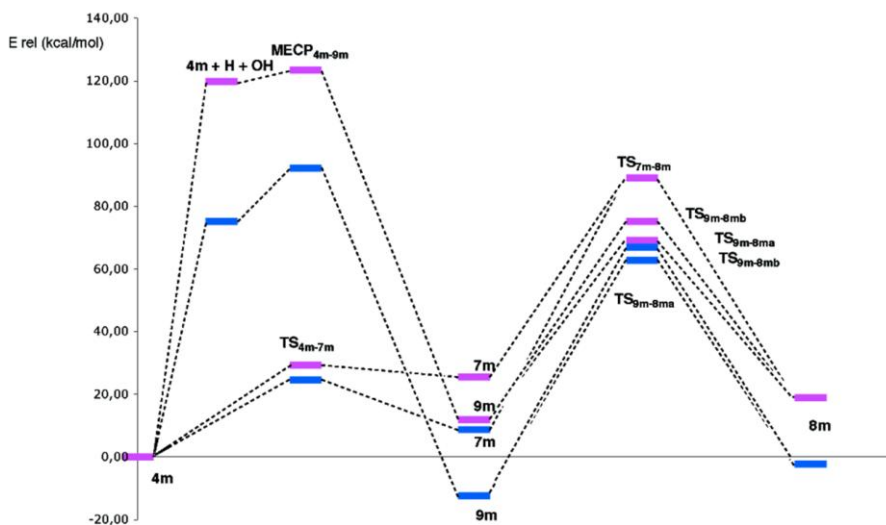 140,00
E rel (kcal/mol)
MECP4m-9m
4m + H + OH
120,00
100,00
TS7m-8m
80,00
TS9m-8mb
TS9m-8ma
TS9m-8mb
60,00
TS9m-8ma
40,00
TS4m-7m
7m
20,00
9m
8m
7m
0,00
4m
9m
-20,00